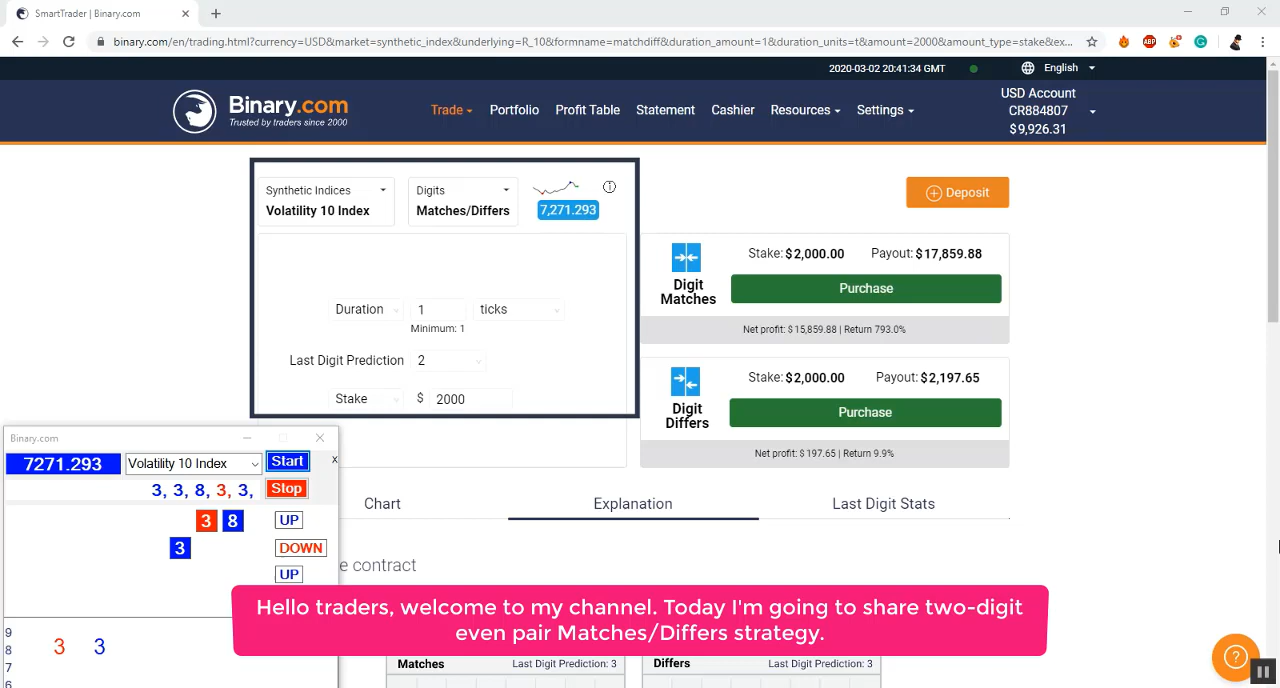 SmartTrader | Binary.com
binary.com/en/trading.html?currency=USD&market=synthetic_index&underlying=R_10&formname=matchdiff&duration_amount=1&duration_units=t&amount=2000&amount_type=stake&ex...
ABP
2020-03-02 20:41:34 GMT
English
Binary.com
Trusted by traders since 2000
Trade
Portfolio
Profit Table
Statement
Cashier
Resources
Settings
USD Account
CR884807
$9,926.31
Synthetic Indices
Volatility 10 Index
Digits
Matches/Differs
7,271.293
Deposit
Duration 1 ticks
Minimum: 1
Last Digit Prediction 2
Stake $ 2000
Digit
Matches
Stake: $2,000.00 Payout: $17,859.88
Purchase
Net profit: $15,859.88 | Return 793.0%
Digit
Differs
Stake: $2,000.00 Payout: $2,197.65
Purchase
Net profit: $197.65 | Return 9.9%
Binary.com
7271.293 Volatility 10 Index Start x
3, 3, 8, 3, 3, Stop
3 8 UP
3 DOWN
UP
9
8
7
6
3 3
Chart
Explanation
Last Digit Stats
e contract
Hello traders, welcome to my channel. Today I'm going to share two-digit
even pair Matches/Differs strategy.
Matches Last Digit Prediction: 3
Differs Last Digit Prediction: 3